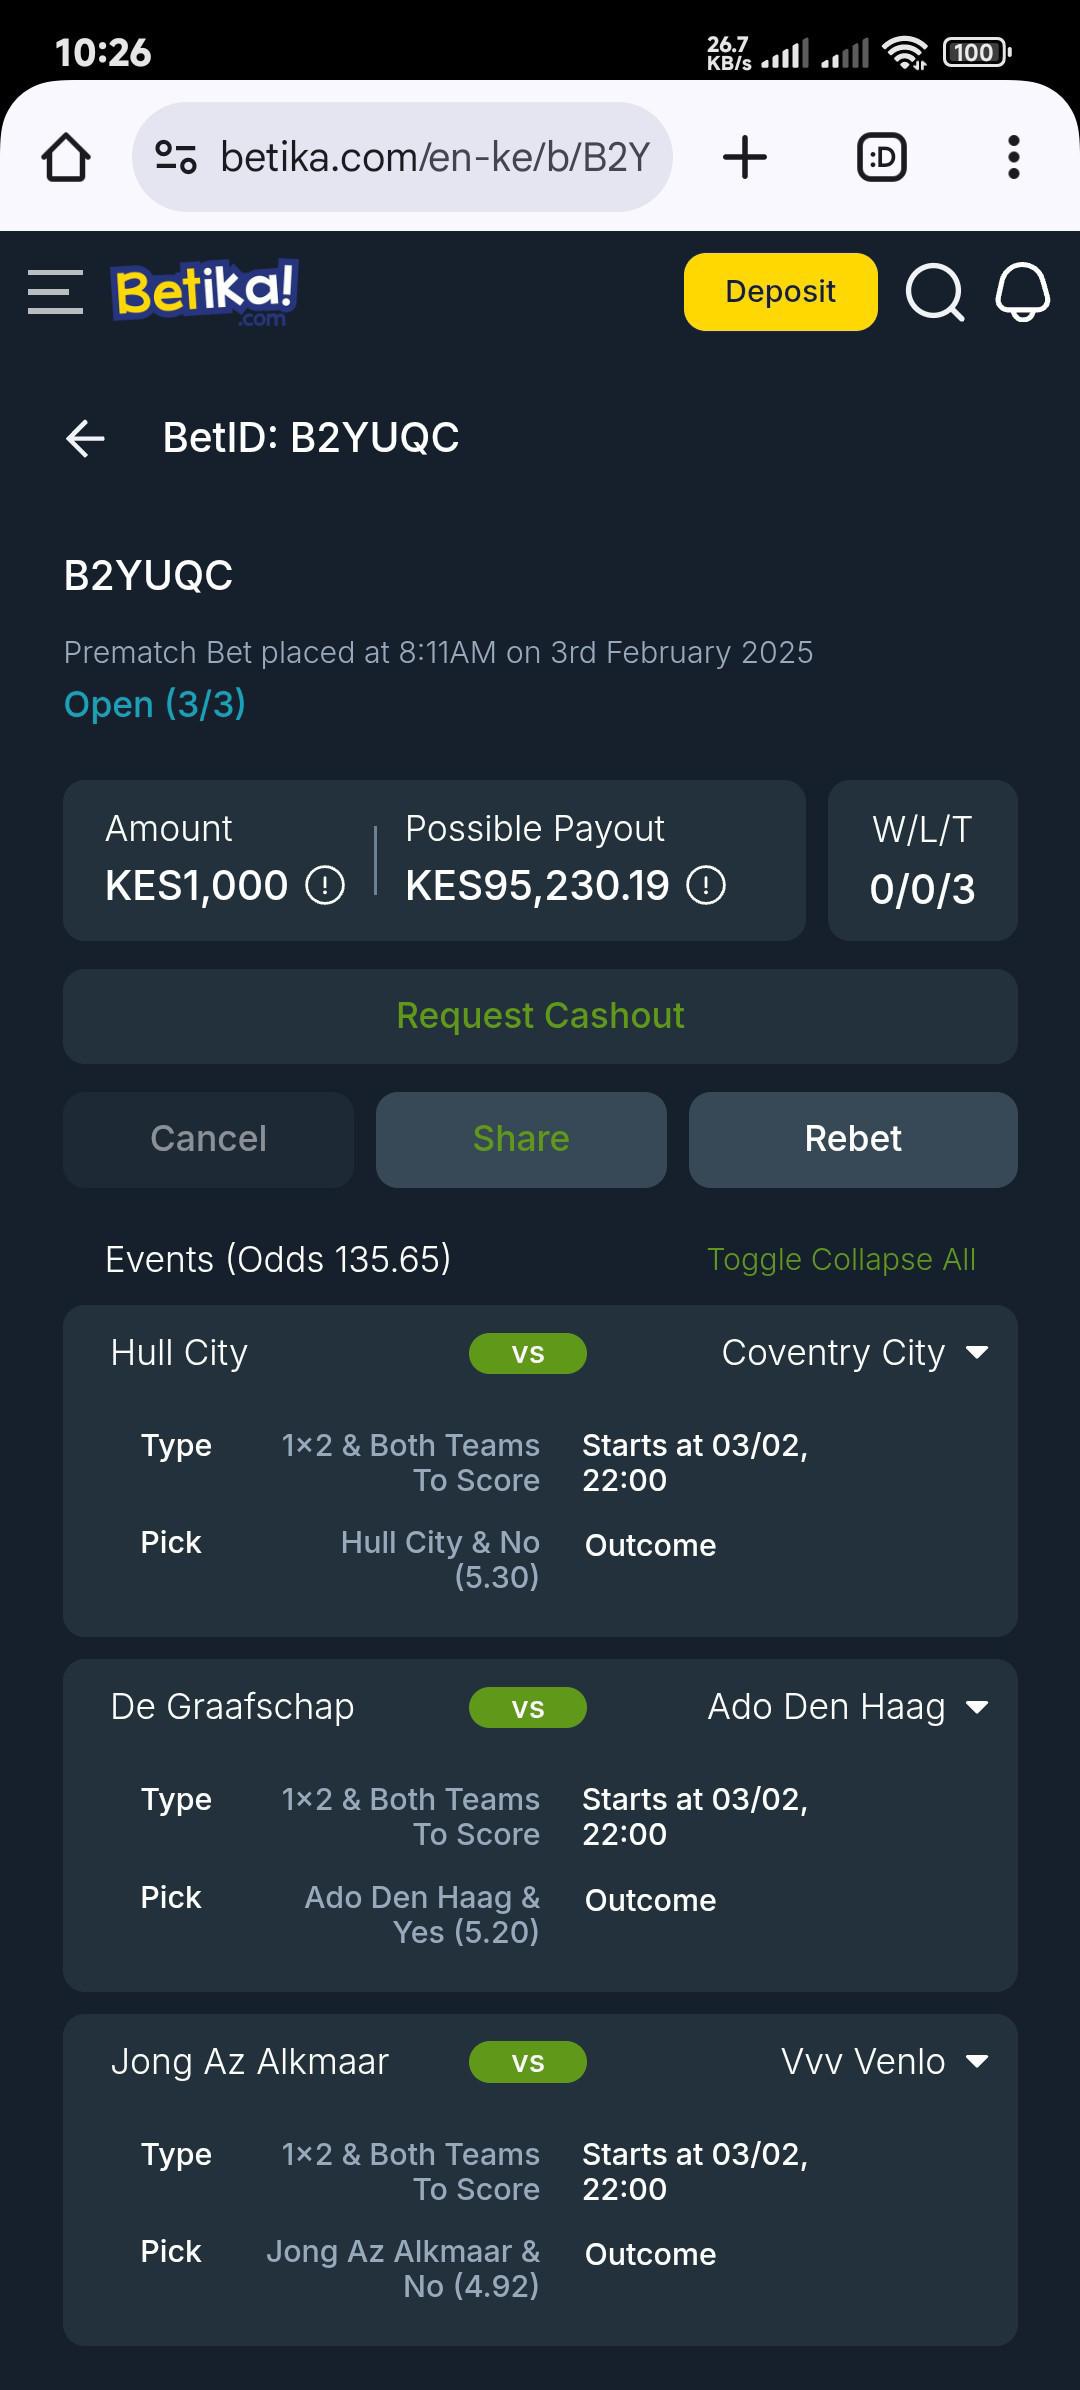 10:26
26.7
KB/s
100
betika.com/en-ke/b/B2Y
:D
Betika!
.com
Deposit
BetID: B2YUQC
B2YUQC
Prematch Bet placed at 8:11AM on 3rd February 2025
Open (3/3)
Amount
Possible Payout
W/L/T
KES1,000
KES95,230.19
0/0/3
Request Cashout
Cancel
Share
Rebet
Events (Odds 135.65)
Toggle Collapse All
Hull City
vs
Coventry City
Type
1x2 & Both Teams
To Score
Starts at 03/02,
22:00
Pick
Hull City & No
(5.30)
Outcome
De Graafschap
vs
Ado Den Haag
Type
1x2 & Both Teams
To Score
Starts at 03/02,
22:00
Pick
Ado Den Haag &
Yes (5.20)
Outcome
Jong Az Alkmaar
vs
Vvv Venlo
Type
1x2 & Both Teams
To Score
Starts at 03/02,
22:00
Pick
Jong Az Alkmaar &
No (4.92)
Outcome